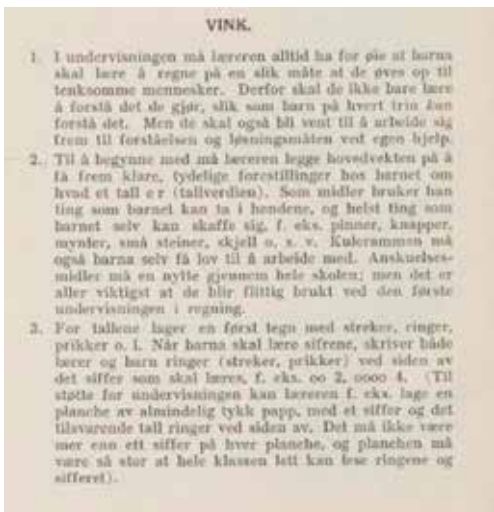 VINK.
1. I undervisningen må læreren alltid ha for øie at barna
skal lære å regne på en slik måte at de øves op til
tenksomme mennesker. Derfor skal de ikke bare lære
å forstå det de gjør, slik som barn på hvert trin kan
forstå det. Men de skal også bli vent til å arbeide sig
frem til forståelsen og løsningsmåten ved egen hjelp.
2. Til å begynne med må læreren legge hovedvekten på å
få frem klare, tydelige forestillinger hos barnet om
hvad et tall er (tallverdien). Som midler bruker han
ting som barnet kan ta i hendene, og helst ting som
barnet selv kan skaffe sig, f. eks. pinner, knapper,
mynter, små steiner, skjell o. s. v. Kulerammen må
også barna selv få lov til å arbeide med. Anskuelses-
midler må en nytte gjennem hele skolen; men det er
aller viktigst at de blir flittig brukt ved den første
undervisningen i regning.
3. For tallene lager en først tegn med streker, ringer,
prikker o. l. Når barna skal lære sifrene, skriver både
lærer og barn ringer (streker, prikker) ved siden av
det siffer som skal læres, f. eks. oo 2, oooo 4. (Til
støtte for undervisningen kan læreren f. eks. lage en
planche av almindelig tykk papp, med et siffer og det
tilsvarende tall ringer ved siden av. Det må ikke være
mer enn ett siffer på hver planche, og planchen må
være så stor at hele klassen lett kan lese ringene og
sifferet).